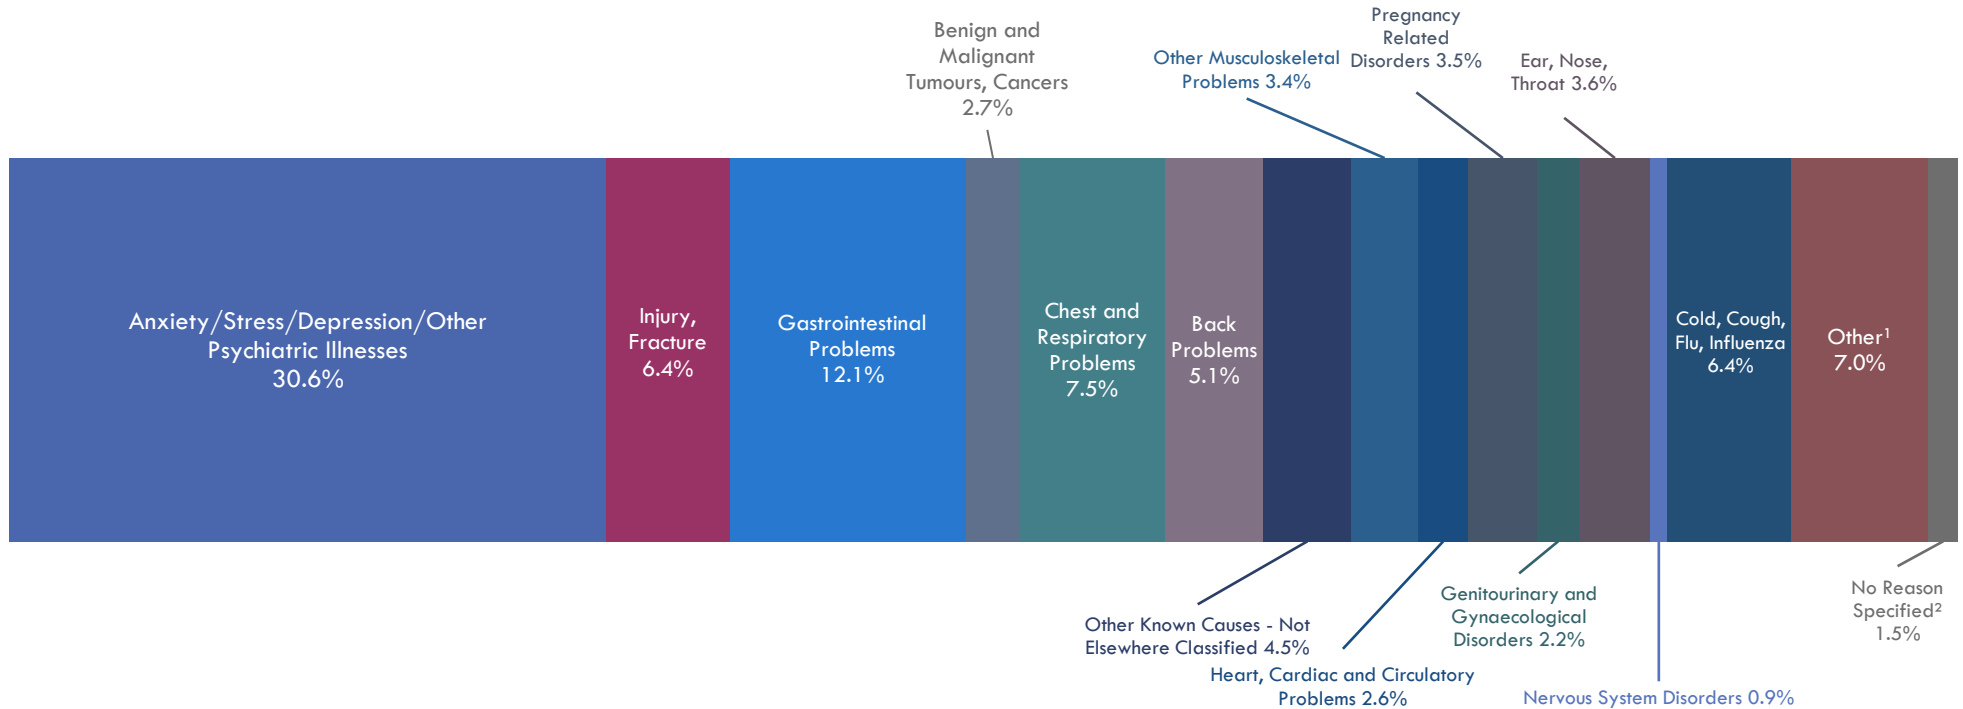 Benign and
Malignant
Tumours, Cancers
2.7%
Other Musculoskeletal
Problems 3.4%
Pregnancy
Related
Disorders 3.5%
Ear, Nose,
Throat 3.6%
Anxiety/Stress/Depression/Other
Psychiatric Illnesses
30.6%
Injury,
Fracture
6.4%
Gastrointestinal
Problems
12.1%
Chest and
Respiratory
Problems
7.5%
Back
Problems
5.1%
Cold, Cough,
Flu, Influenza
6.4%
Other¹
7.0%
Other Known Causes - Not
Elsewhere Classified 4.5%
Heart, Cardiac and Circulatory
Problems 2.6%
Genitourinary and
Gynaecological
Disorders 2.2%
Nervous System Disorders 0.9%
No Reason
Specified²
1.5%